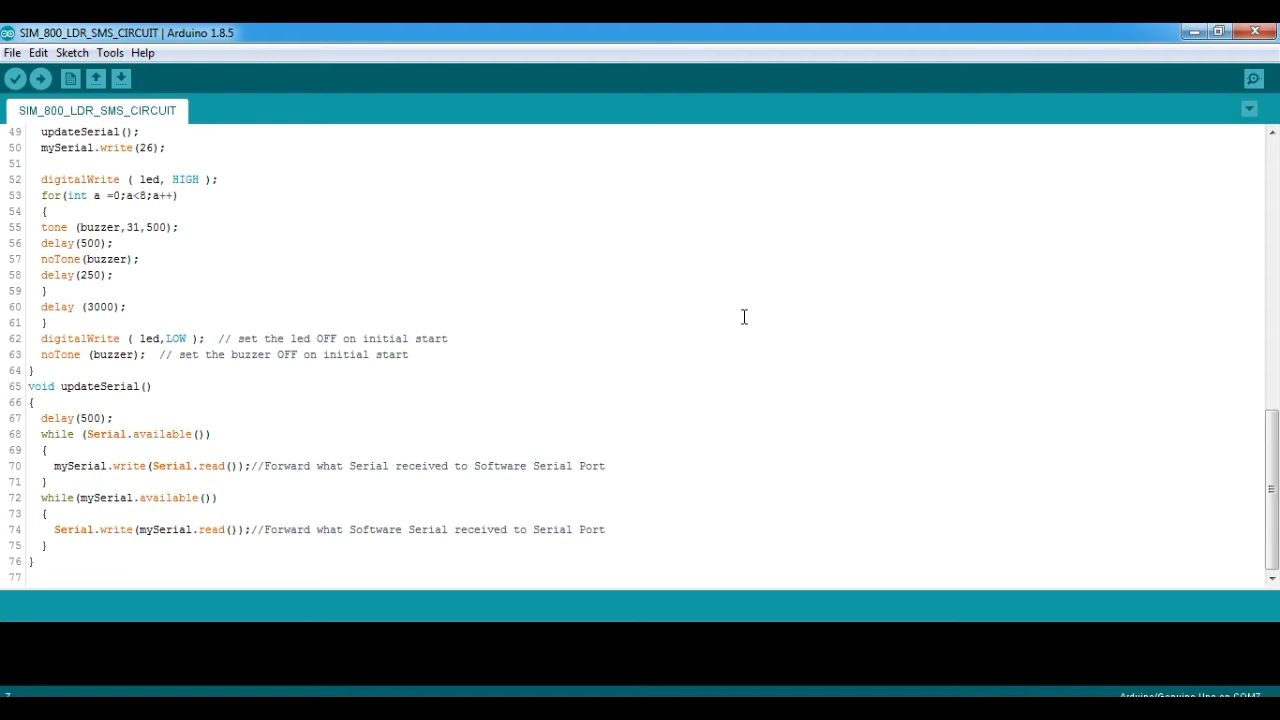 SIM_800_LDR_SMS_CIRCUIT | Arduino 1.8.5
File Edit Sketch Tools Help
SIM_800_LDR_SMS_CIRCUIT
49 updateSerial();
50 mySerial.write(26);
51
52 digitalWrite ( led, HIGH );
53 for(int a =0;a<8;a++)
54 {
55 tone (buzzer,31,500);
56 delay(500);
57 noTone(buzzer);
58 delay(250);
59 }
60 delay (3000);
61 }
62 digitalWrite ( led,LOW );  // set the led OFF on initial start
63 noTone (buzzer);  // set the buzzer OFF on initial start
64 }
65 void updateSerial()
66 {
67 delay(500);
68 while (Serial.available())
69 {
70 mySerial.write(Serial.read());//Forward what Serial received to Software Serial Port
71 }
72 while(mySerial.available())
73 {
74 Serial.write(mySerial.read());//Forward what Software Serial received to Serial Port
75 }
76 }
77
Arduino/Genuino Uno on COM7